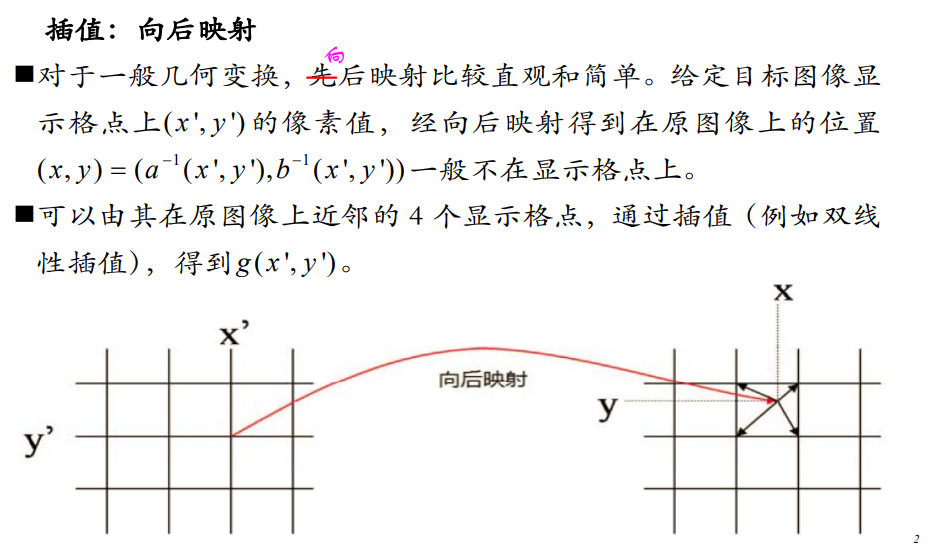 插值：向后映射
向
■对于一般几何变换，先后映射比较直观和简单。给定目标图像显
示格点上(x',y')的像素值，经向后映射得到在原图像上的位置
(x,y)=(a⁻¹(x',y'),b⁻¹(x',y'))一般不在显示格点上。
■可以由其在原图像上近邻的 4 个显示格点，通过插值（例如双线
性插值），得到g(x',y')。
x
x’
向后映射
y
y’
2